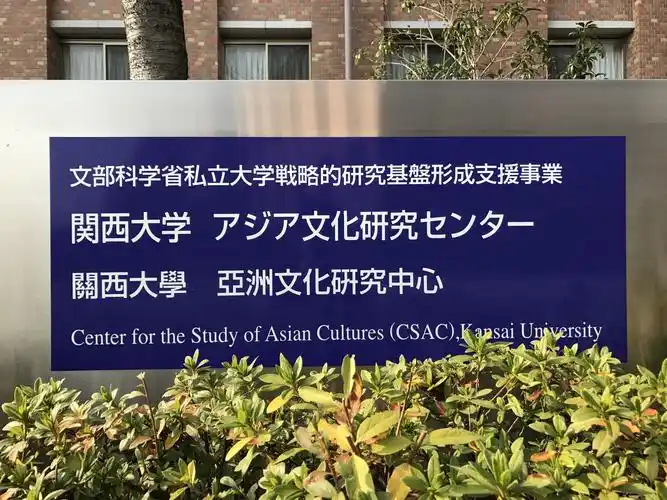 文部科学省私立大学戦略的研究基盤形成支援事業
関西大学　アジア文化研究センター
關西大學　亞洲文化研究中心
Center for the Study of Asian Cultures (CSAC),Kansai University